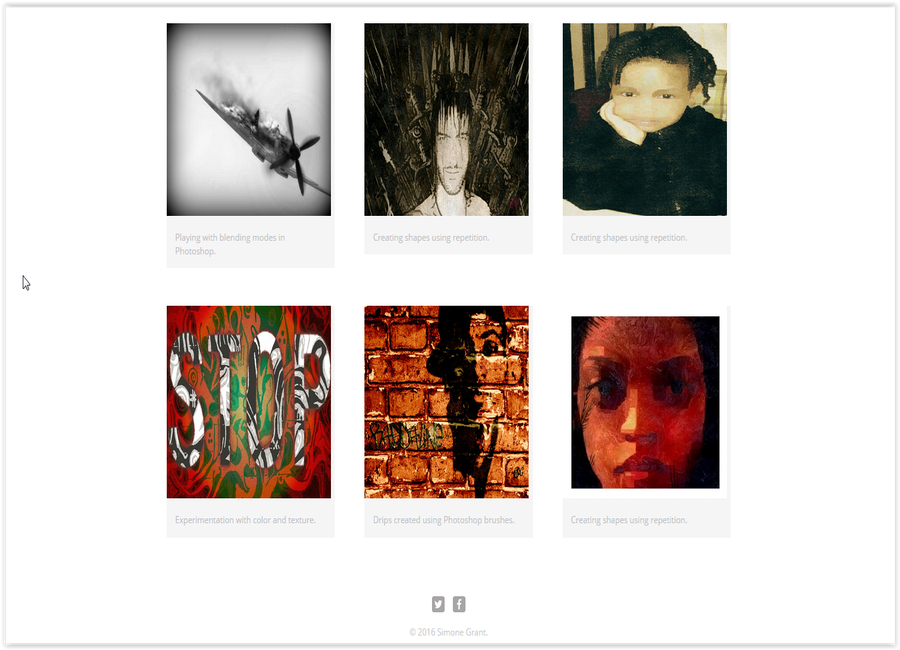 Playing with blending modes in
Photoshop.
Creating shapes using repetition.
Creating shapes using repetition.
STOP
Experimentation with color and texture.
Drips created using Photoshop brushes.
Creating shapes using repetition.
© 2016 Simone Grant.